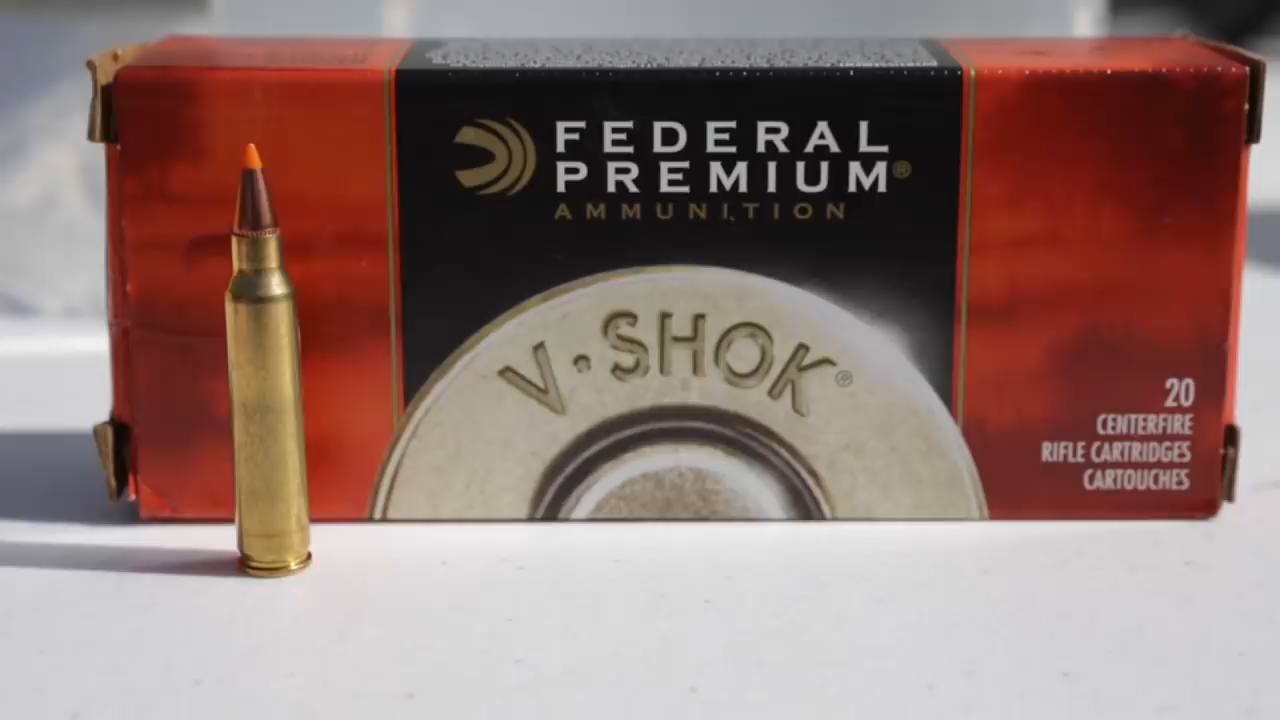 FEDERAL
PREMIUM®
AMMUNITION
V•SHOK®
20
CENTERFIRE
RIFLE CARTRIDGES
CARTOUCHES